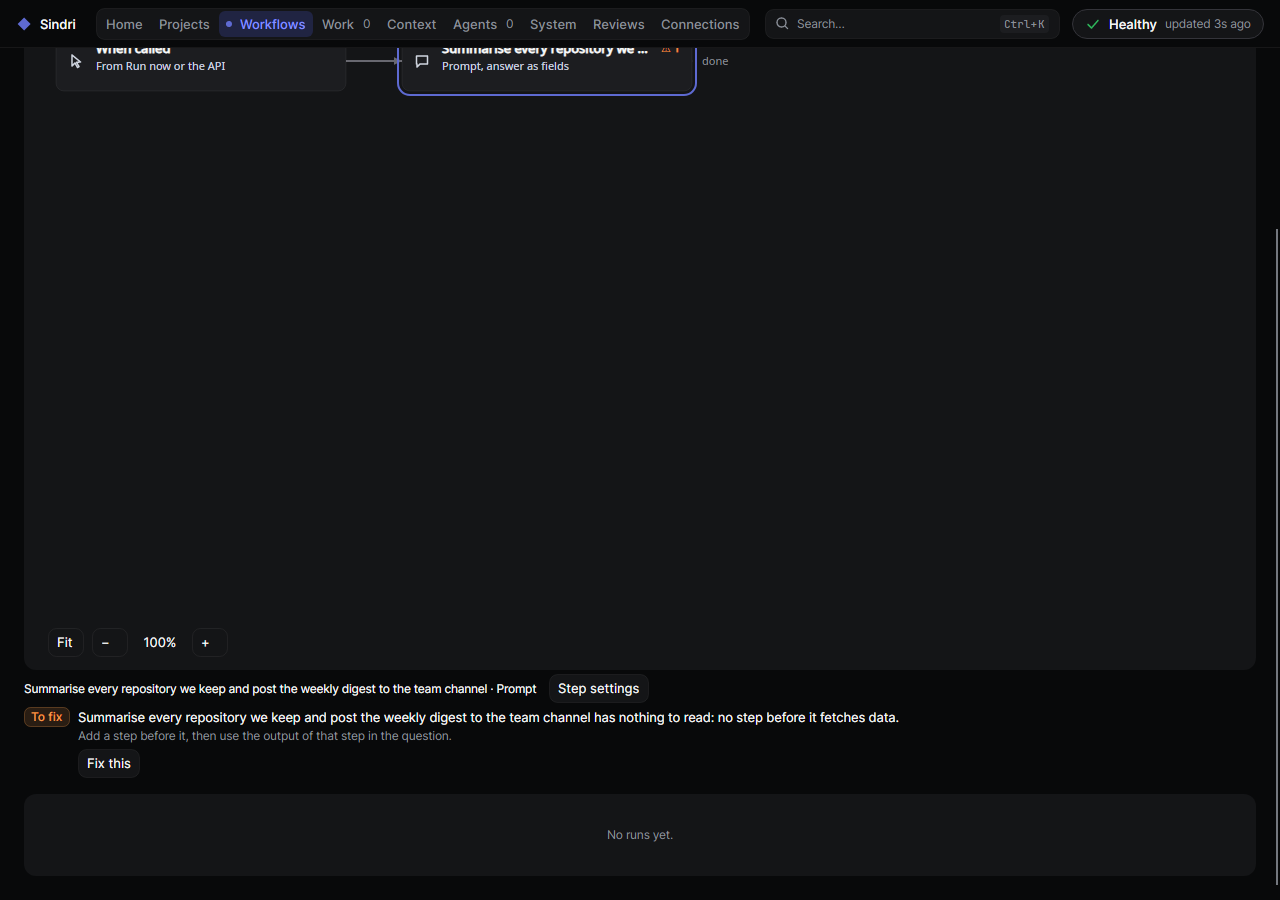 Sindri
Home
Projects
Workflows
Work 0
Context
Agents 0
System
Reviews
Connections
Search...
Ctrl+K
Healthy updated 3s ago
When called
From Run now or the API
Summarise every repository we ...
Prompt, answer as fields
done
Fit
–
100%
+
Summarise every repository we keep and post the weekly digest to the team channel · Prompt
Step settings
To fix
Summarise every repository we keep and post the weekly digest to the team channel has nothing to read: no step before it fetches data.
Add a step before it, then use the output of that step in the question.
Fix this
No runs yet.